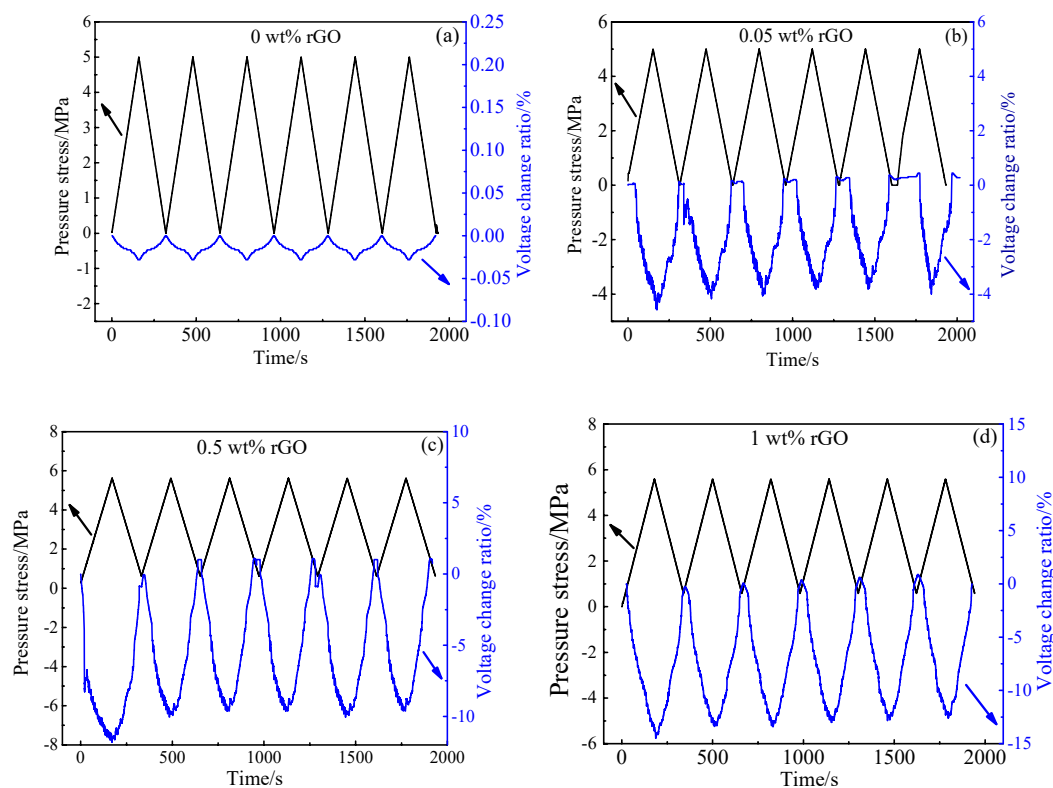 0 wt% rGO
(a)
6
5
4
3
2
1
0
-1
-2
Pressure stress/MPa
0.25
0.20
0.15
0.10
0.05
0.00
-0.05
-0.10
Voltage change ratio/%
0 500 1000 1500 2000
Time/s
0.05 wt% rGO
(b)
6
4
2
0
-2
-4
Pressure stress/MPa
6
4
2
0
-2
-4
Voltage change ratio/%
0 500 1000 1500 2000
Time/s
0.5 wt% rGO
(c)
8
6
4
2
0
-2
-4
-6
-8
Pressure stress/MPa
10
5
0
-5
-10
Voltage change ratio/%
0 250 500 750 1000 1250 1500 1750 2000
Time/s
1 wt% rGO
(d)
8
6
4
2
0
-2
-4
-6
Pressure stress/MPa
15
10
5
0
-5
-10
-15
Voltage change ratio/%
0 500 1000 1500 2000
Time/s